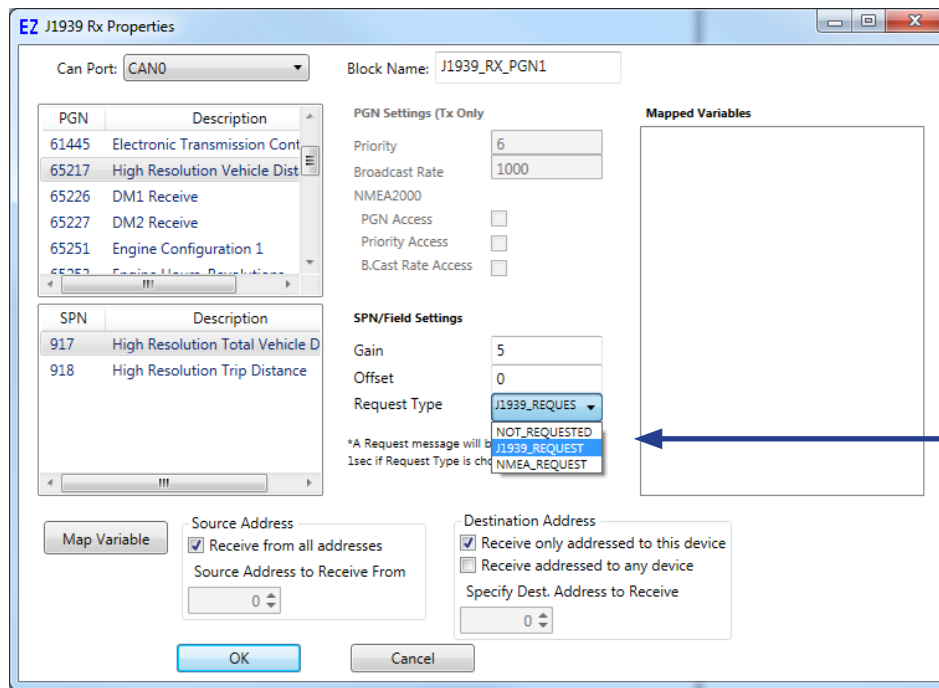 EZ J1939 Rx Properties
Can Port: CAN0
Block Name: J1939_RX_PGN1
PGN Description
61445 Electronic Transmission Cont
65217 High Resolution Vehicle Dist
65226 DM1 Receive
65227 DM2 Receive
65251 Engine Configuration 1
PGN Settings (Tx Only
Priority 6
Broadcast Rate 1000
NMEA2000
PGN Access
Priority Access
B.Cast Rate Access
Mapped Variables
SPN Description
917 High Resolution Total Vehicle D
918 High Resolution Trip Distance
SPN/Field Settings
Gain 5
Offset 0
Request Type J1939_REQUES
NOT_REQUESTED
J1939_REQUEST
NMEA_REQUEST
*A Request message will b
1sec if Request Type is cho
Map Variable
Source Address
Receive from all addresses
Source Address to Receive From
0
Destination Address
Receive only addressed to this device
Receive addressed to any device
Specify Dest. Address to Receive
0
OK
Cancel